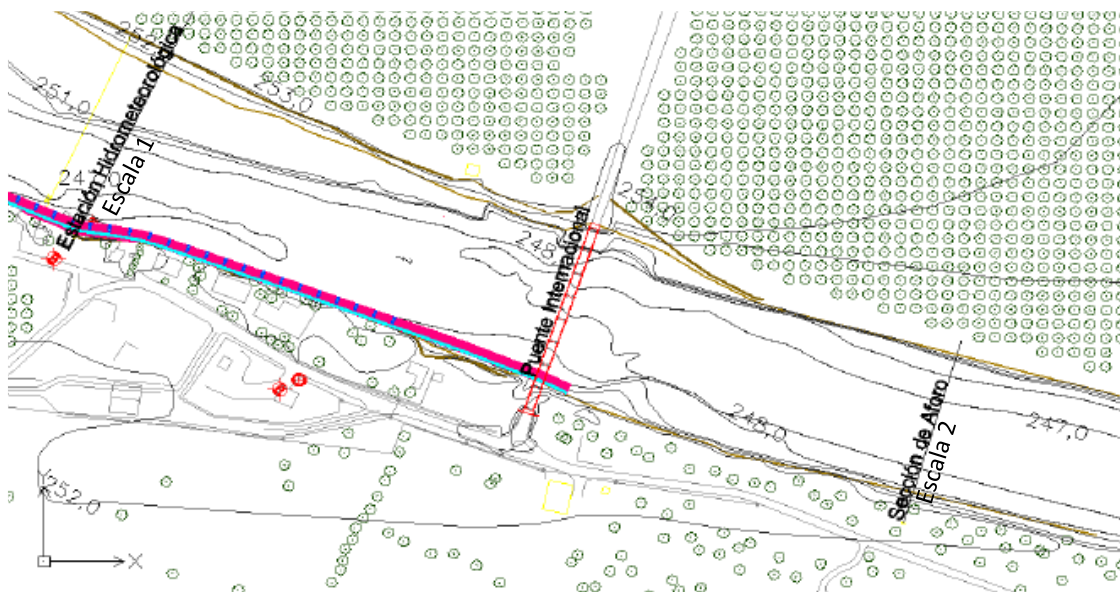 251,0
253,0
Estación Hidrometeorológica
Escala 1
Puente Internacional
248,0
247,0
Sección de Aforo
Escala 2
252,0
Y
X